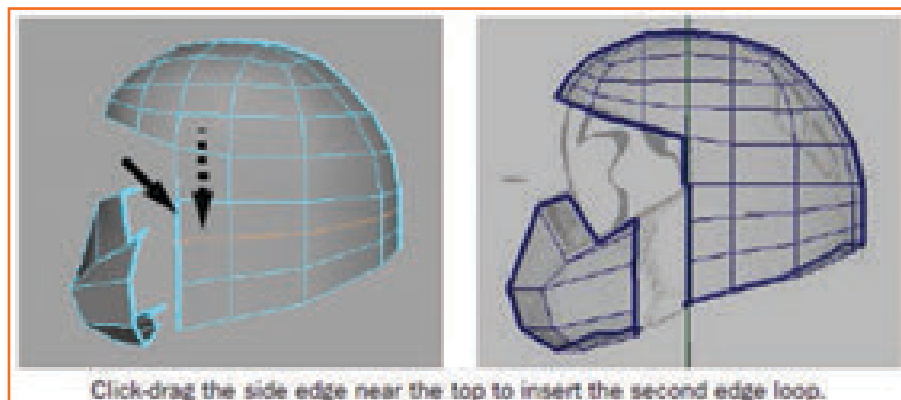 Click-drag the side edge near the top to insert the second edge loop.